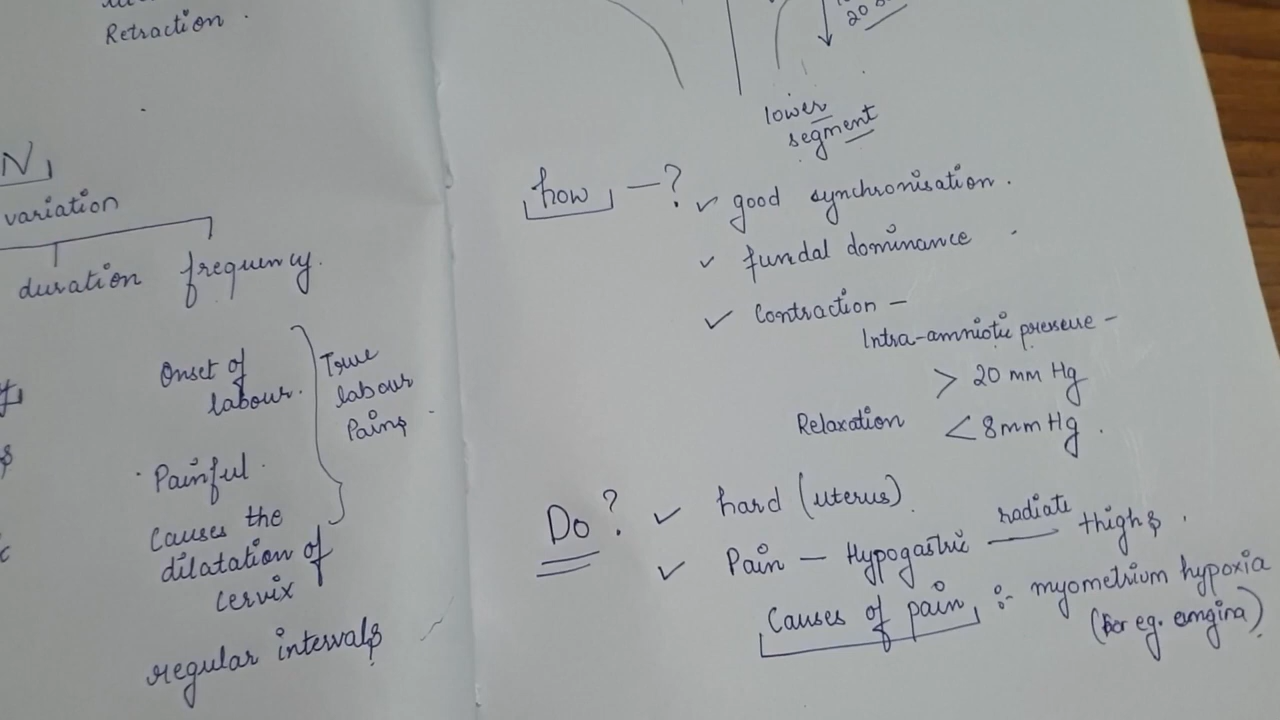 Retraction.
N
variation
duration frequency.
Onset of
labour.
True
labour
Pains
Painful.
Causes the
dilatation of
cervix
regular intervals
20
lower
segment
how —?
✓ good synchronisation.
✓ fundal dominance
✓ Contraction —
Intra-amniotic pressure —
> 20 mm Hg
Relaxation < 8mm Hg.
Do? ✓ hard (uterus)
✓ Pain — Hypogastric radiate thighs.
Causes of pain :- myometrium hypoxia
(for eg. angina)